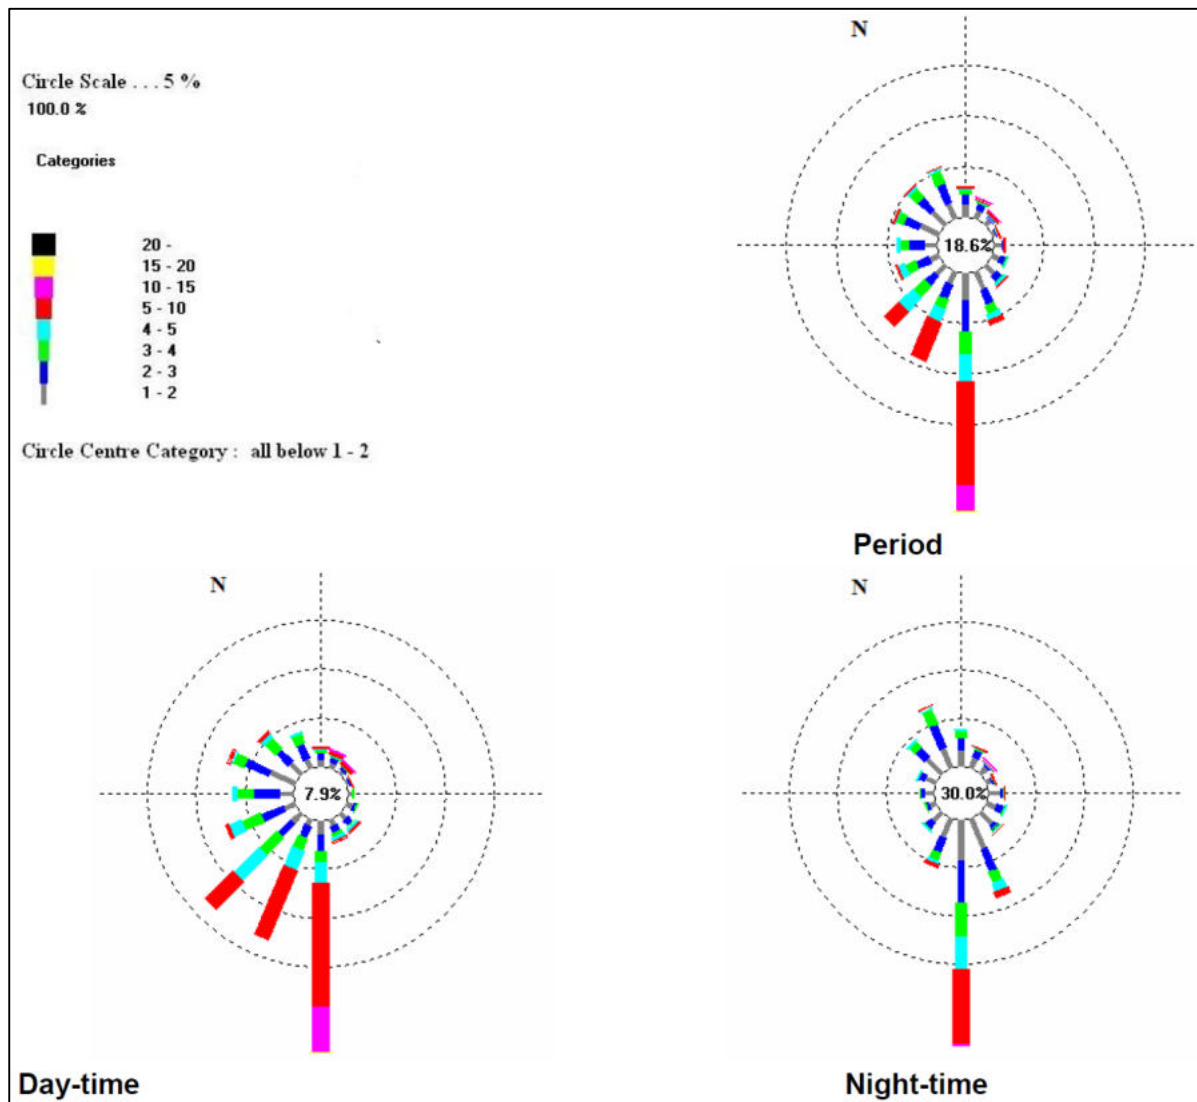 Circle Scale . . . 5 %
100.0 %
Categories
20 -
15 - 20
10 - 15
5 - 10
4 - 5
3 - 4
2 - 3
1 - 2
Circle Centre Category : all below 1 - 2
N
18.6%
Period
N
7.9%
Day-time
N
30.0%
Night-time